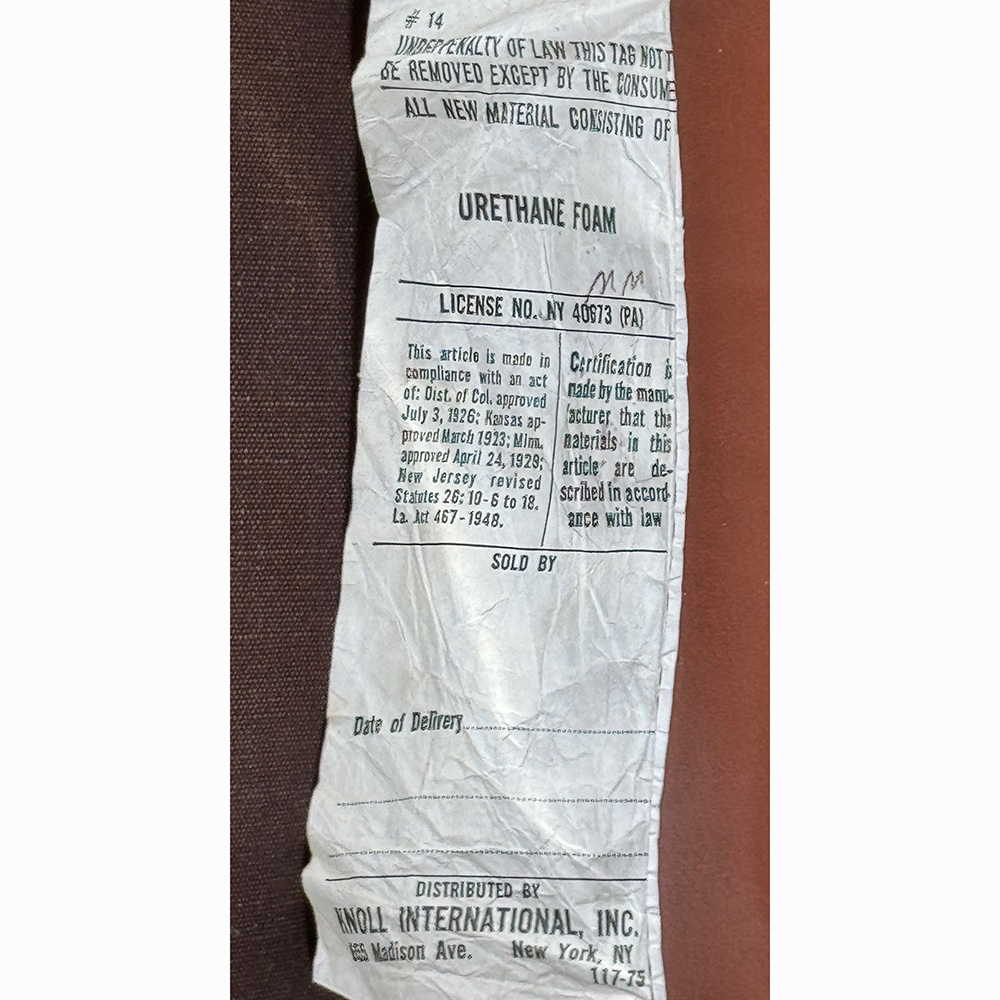 # 14
UNDER PENALTY OF LAW THIS TAG NOT T
BE REMOVED EXCEPT BY THE CONSUME
ALL NEW MATERIAL CONSISTING OF
URETHANE FOAM
LICENSE NO. NY 40673 (PA)
This article is made in
compliance with an act
of: Dist. of Col. approved
July 3, 1926; Kansas ap-
proved March 1923; Minn.
approved April 24, 1929;
New Jersey revised
Statutes 26: 10-6 to 18.
La. Act 467-1948.
Certification is
made by the manu-
facturer that the
materials in this
article are de-
scribed in accord-
ance with law
SOLD BY
Date of Delivery
DISTRIBUTED BY
KNOLL INTERNATIONAL, INC.
Madison Ave. New York, NY
117-75